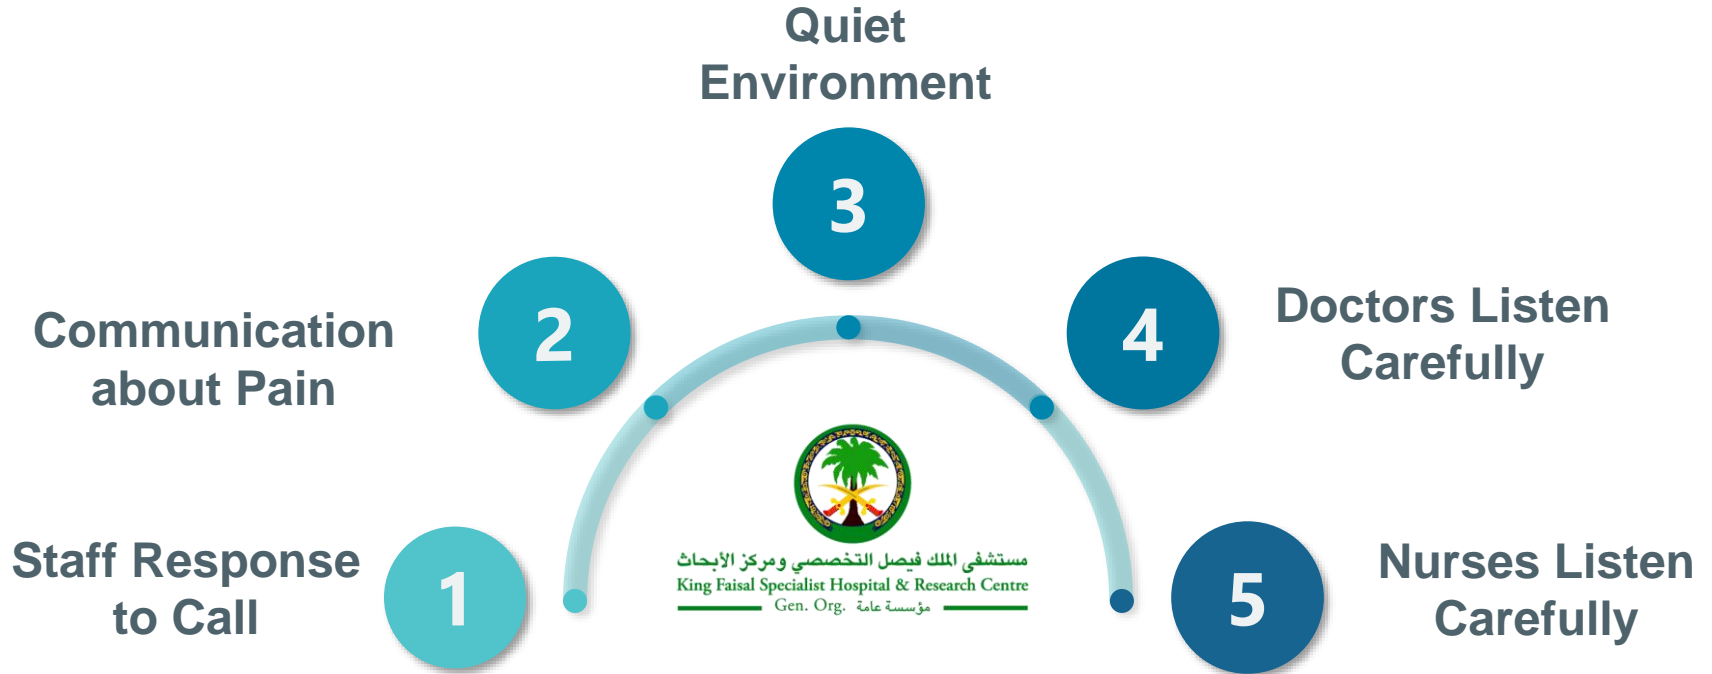 Quiet
Environment
3
2
4
Communication
about Pain
Doctors Listen
Carefully
مستشفى الملك فيصل التخصصي ومركز الأبحاث
King Faisal Specialist Hospital & Research Centre
Gen. Org. مؤسسة عامة
Staff Response
to Call
1
5
Nurses Listen
Carefully